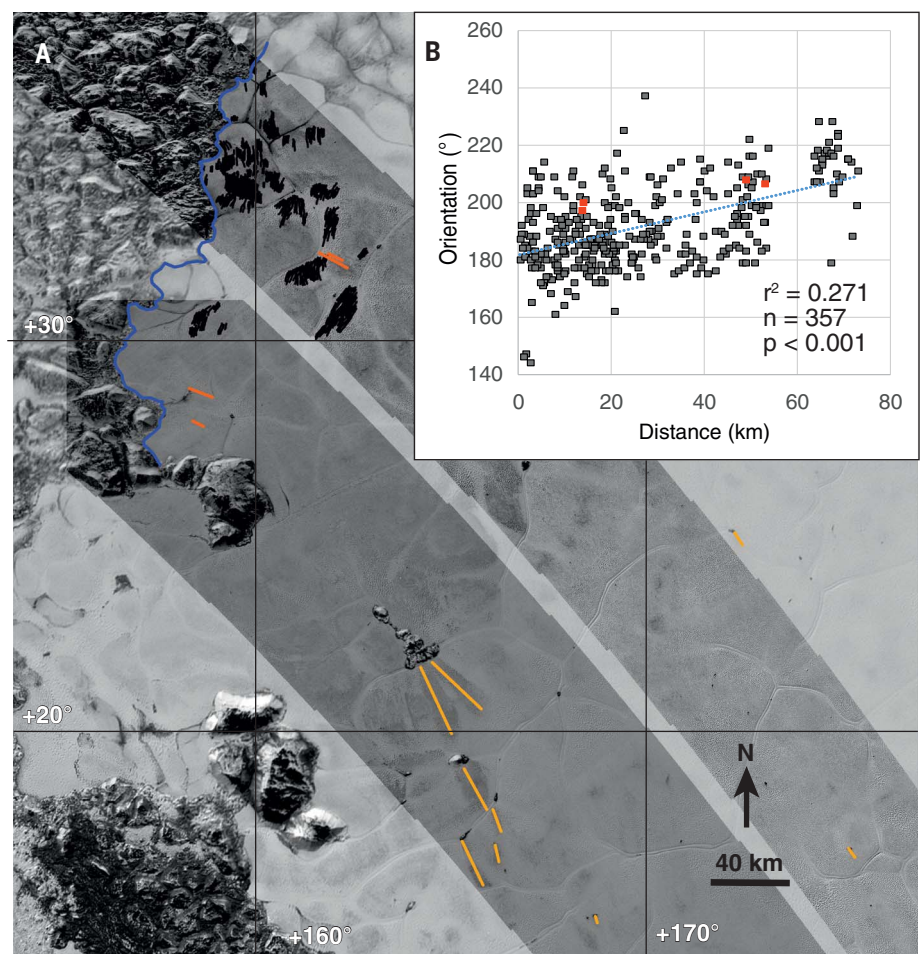 A
B
260
240
220
200
180
160
140
Orientation (°)
0
20
40
60
80
Distance (km)
r² = 0.271
n = 357
p < 0.001
+30°
+20°
N
40 km
+160°
+170°